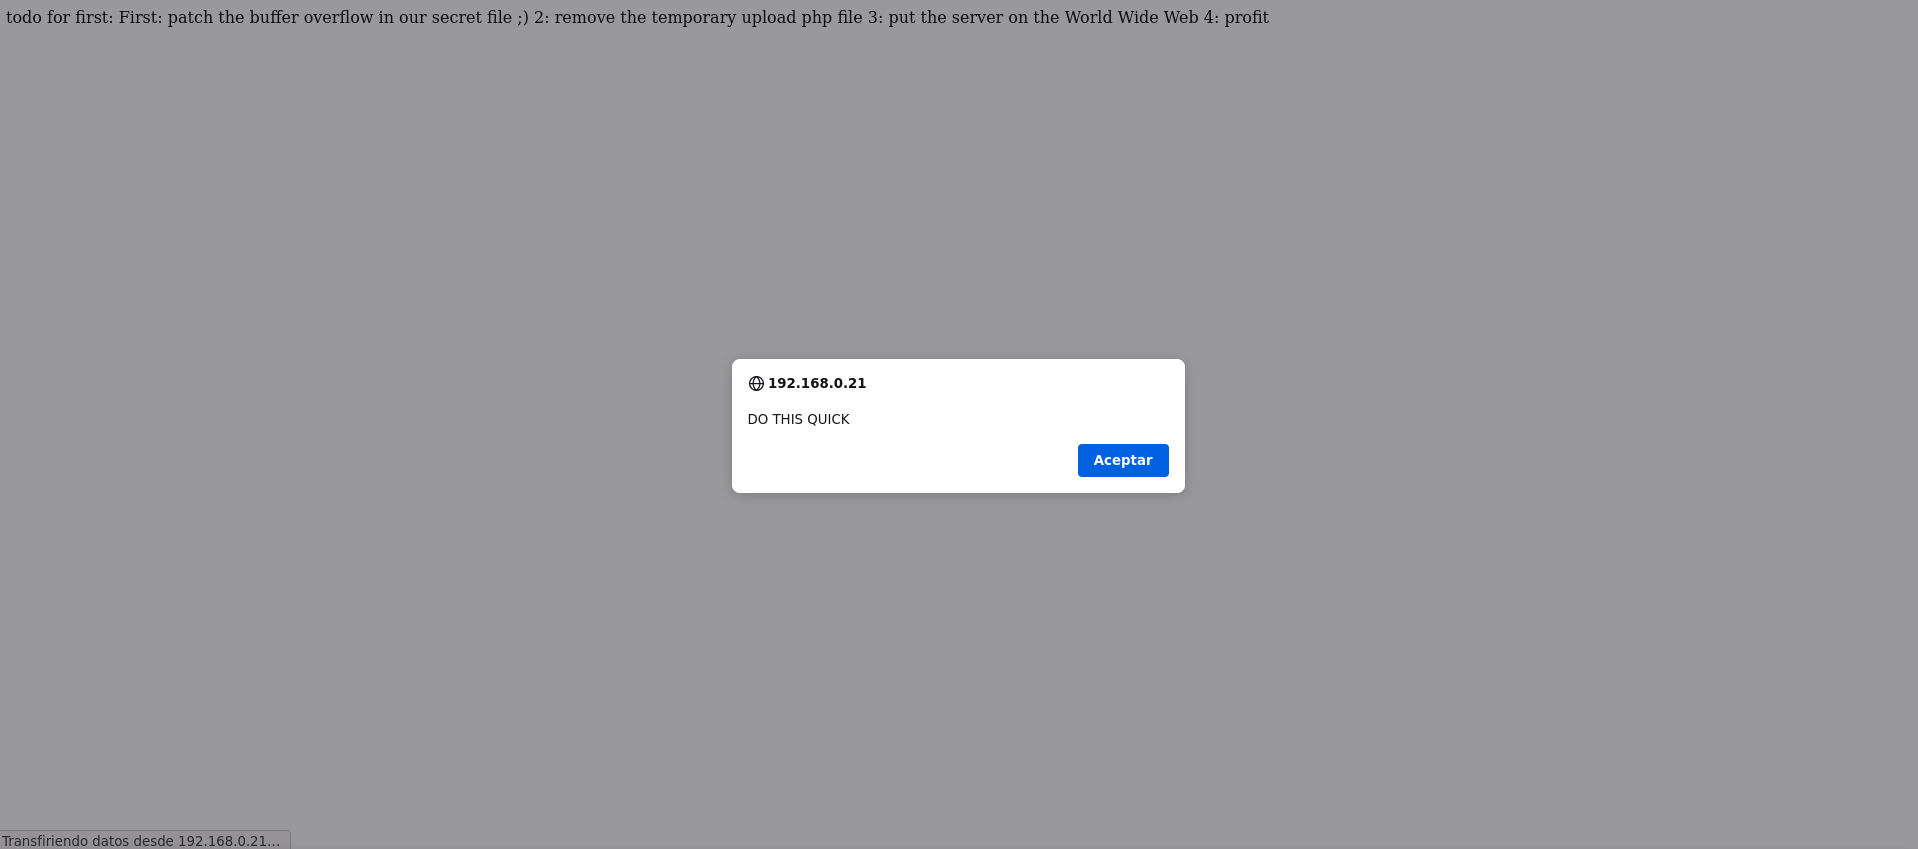 todo for first: First: patch the buffer overflow in our secret file ;) 2: remove the temporary upload php file 3: put the server on the World Wide Web 4: profit
192.168.0.21
DO THIS QUICK
Aceptar
Transfiriendo datos desde 192.168.0.21…